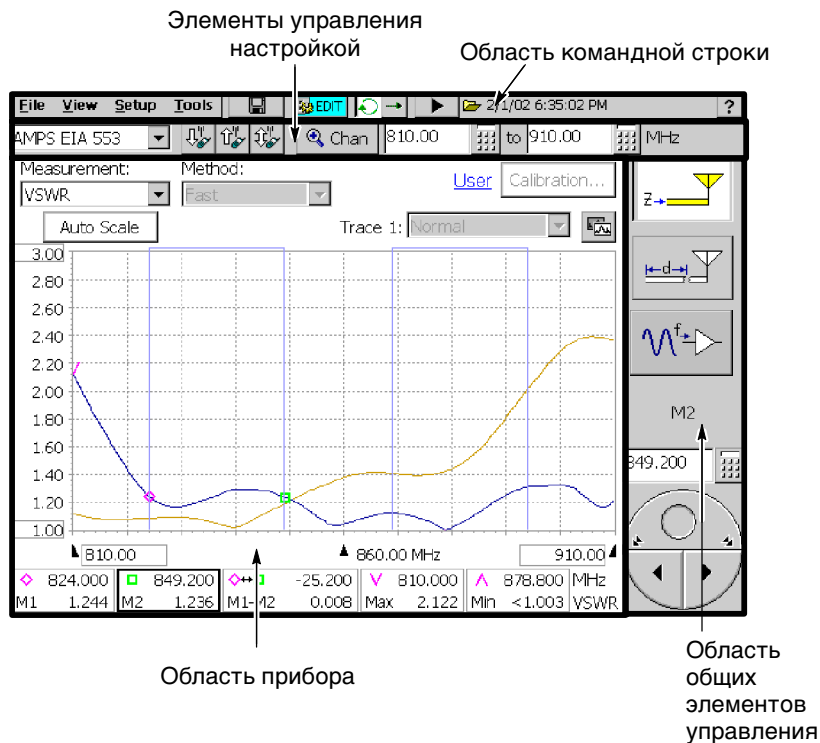 Элементы управления
настройкой
Область командной строки
File View Setup Tools EDIT 2/1/02 6:35:02 PM ?
AMPS EIA 553 Chan 810.00 to 910.00 MHz
Measurement: Method:
VSWR Fast User Calibration...
Auto Scale Trace 1: Normal
3.00
2.80
2.60
2.40
2.20
2.00
1.80
1.60
1.40
1.20
1.00
810.00 860.00 MHz 910.00
824.000 849.200 -25.200 810.000 878.800 MHz
M1 1.244 M2 1.236 M1-M2 0.008 Max 2.122 Min <1.003 VSWR
Z
d
f
M2
849.200
Область прибора
Область
общих
элементов
управления